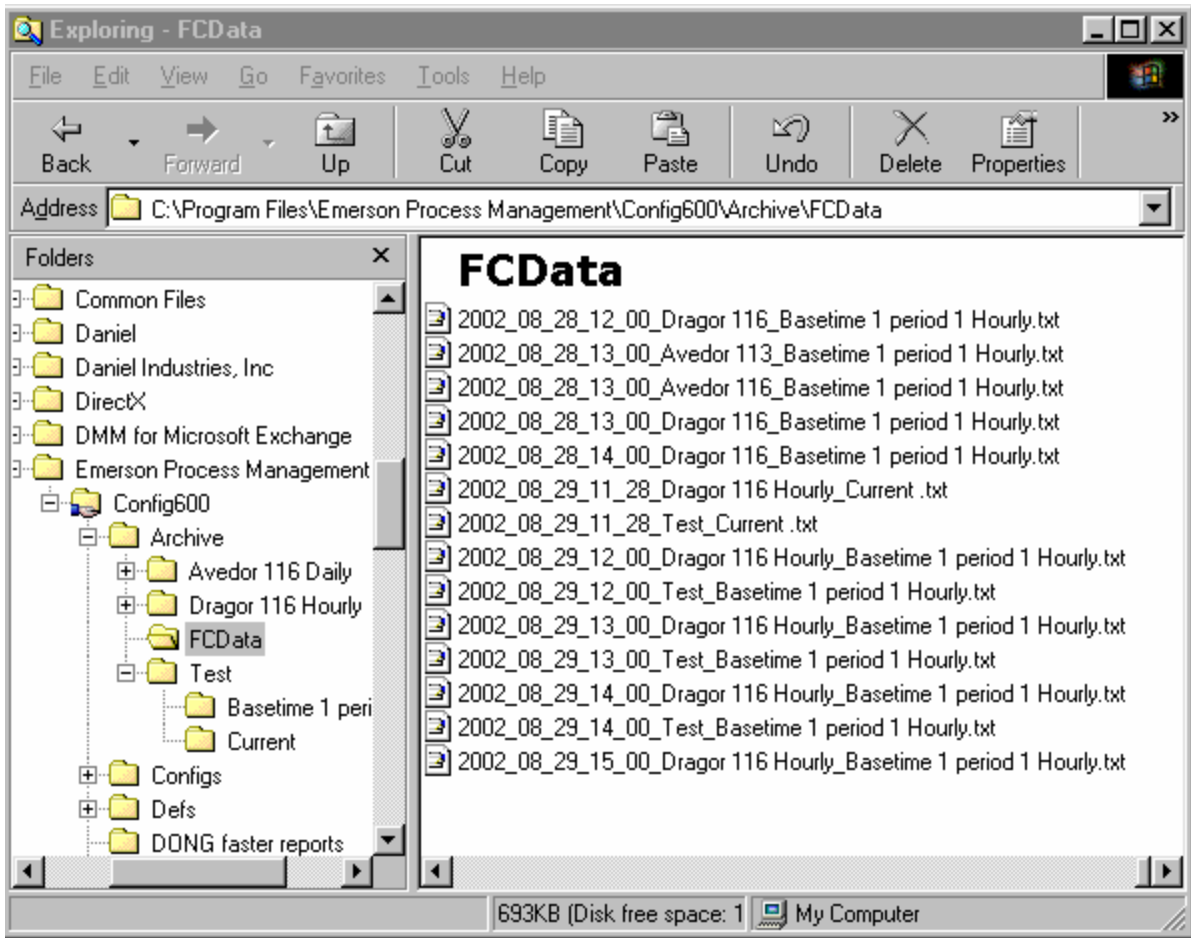 Exploring - FCData
File Edit View Go Favorites Tools Help
Back Forward Up Cut Copy Paste Undo Delete Properties »
Address C:\Program Files\Emerson Process Management\Config600\Archive\FCData
Folders
Common Files
Daniel
Daniel Industries, Inc
DirectX
DMM for Microsoft Exchange
Emerson Process Management
Config600
Archive
Avedor 116 Daily
Dragor 116 Hourly
FCData
Test
Basetime 1 peri
Current
Configs
Defs
DONG faster reports
FCData
2002_08_28_12_00_Dragor 116_Basetime 1 period 1 Hourly.txt
2002_08_28_13_00_Avedor 113_Basetime 1 period 1 Hourly.txt
2002_08_28_13_00_Avedor 116_Basetime 1 period 1 Hourly.txt
2002_08_28_13_00_Dragor 116_Basetime 1 period 1 Hourly.txt
2002_08_28_14_00_Dragor 116_Basetime 1 period 1 Hourly.txt
2002_08_29_11_28_Dragor 116 Hourly_Current .txt
2002_08_29_11_28_Test_Current .txt
2002_08_29_12_00_Dragor 116 Hourly_Basetime 1 period 1 Hourly.txt
2002_08_29_12_00_Test_Basetime 1 period 1 Hourly.txt
2002_08_29_13_00_Dragor 116 Hourly_Basetime 1 period 1 Hourly.txt
2002_08_29_13_00_Test_Basetime 1 period 1 Hourly.txt
2002_08_29_14_00_Dragor 116 Hourly_Basetime 1 period 1 Hourly.txt
2002_08_29_14_00_Test_Basetime 1 period 1 Hourly.txt
2002_08_29_15_00_Dragor 116 Hourly_Basetime 1 period 1 Hourly.txt
693KB (Disk free space: 1 My Computer